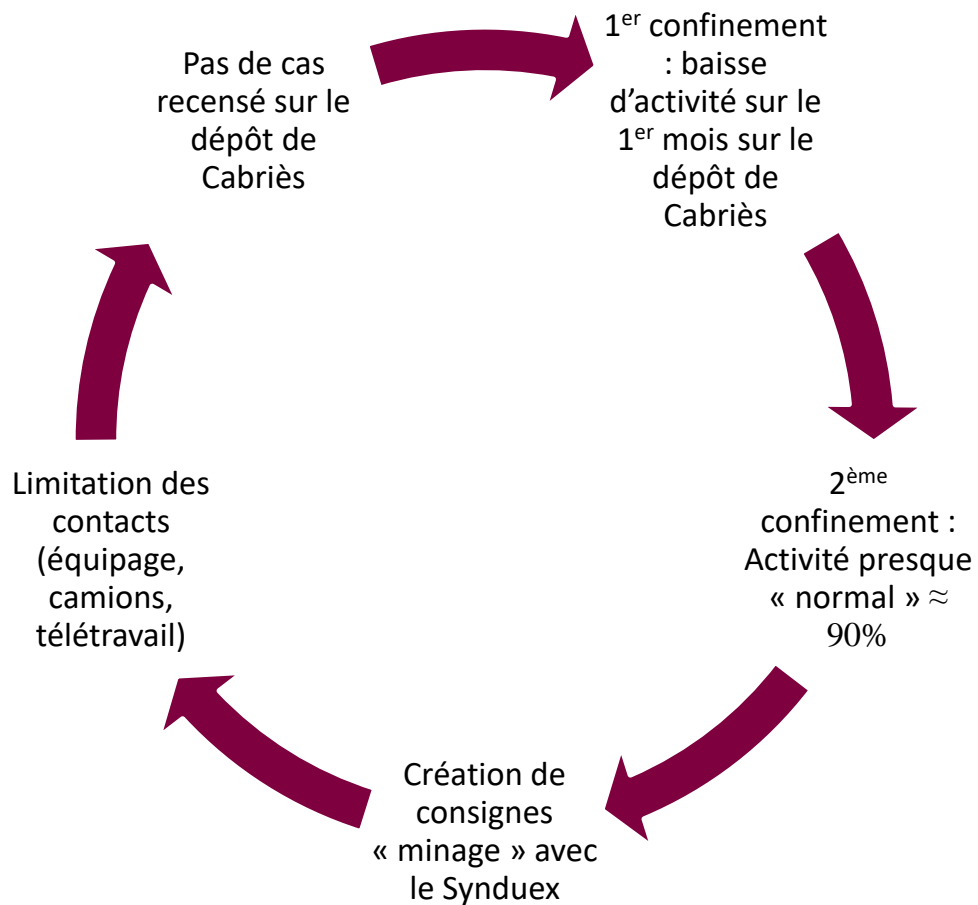 Pas de cas
recensé sur le
dépôt de
Cabriès
1er confinement
: baisse
d’activité sur le
1er mois sur le
dépôt de
Cabriès
2ème
confinement :
Activité presque
« normal » ≈
90%
Création de
consignes
« minage » avec
le Synduex
Limitation des
contacts
(équipage,
camions,
télétravail)